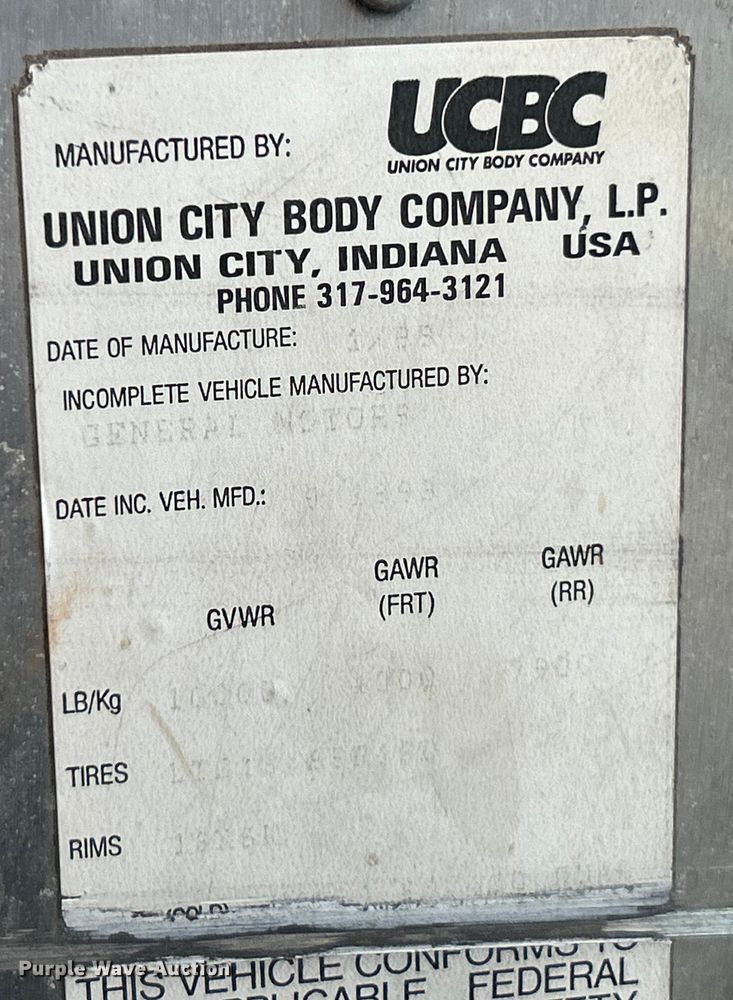 UCBC
UNION CITY BODY COMPANY
MANUFACTURED BY:
UNION CITY BODY COMPANY, L.P.
UNION CITY, INDIANA USA
PHONE 317-964-3121
DATE OF MANUFACTURE:
INCOMPLETE VEHICLE MANUFACTURED BY:
GENERAL MOTORS
DATE INC. VEH. MFD.:
GVWR GAWR (FRT) GAWR (RR)
LB/Kg
TIRES
RIMS
THIS VEHICLE CONFORMS TO
FEDERAL
Purple Wave Auction